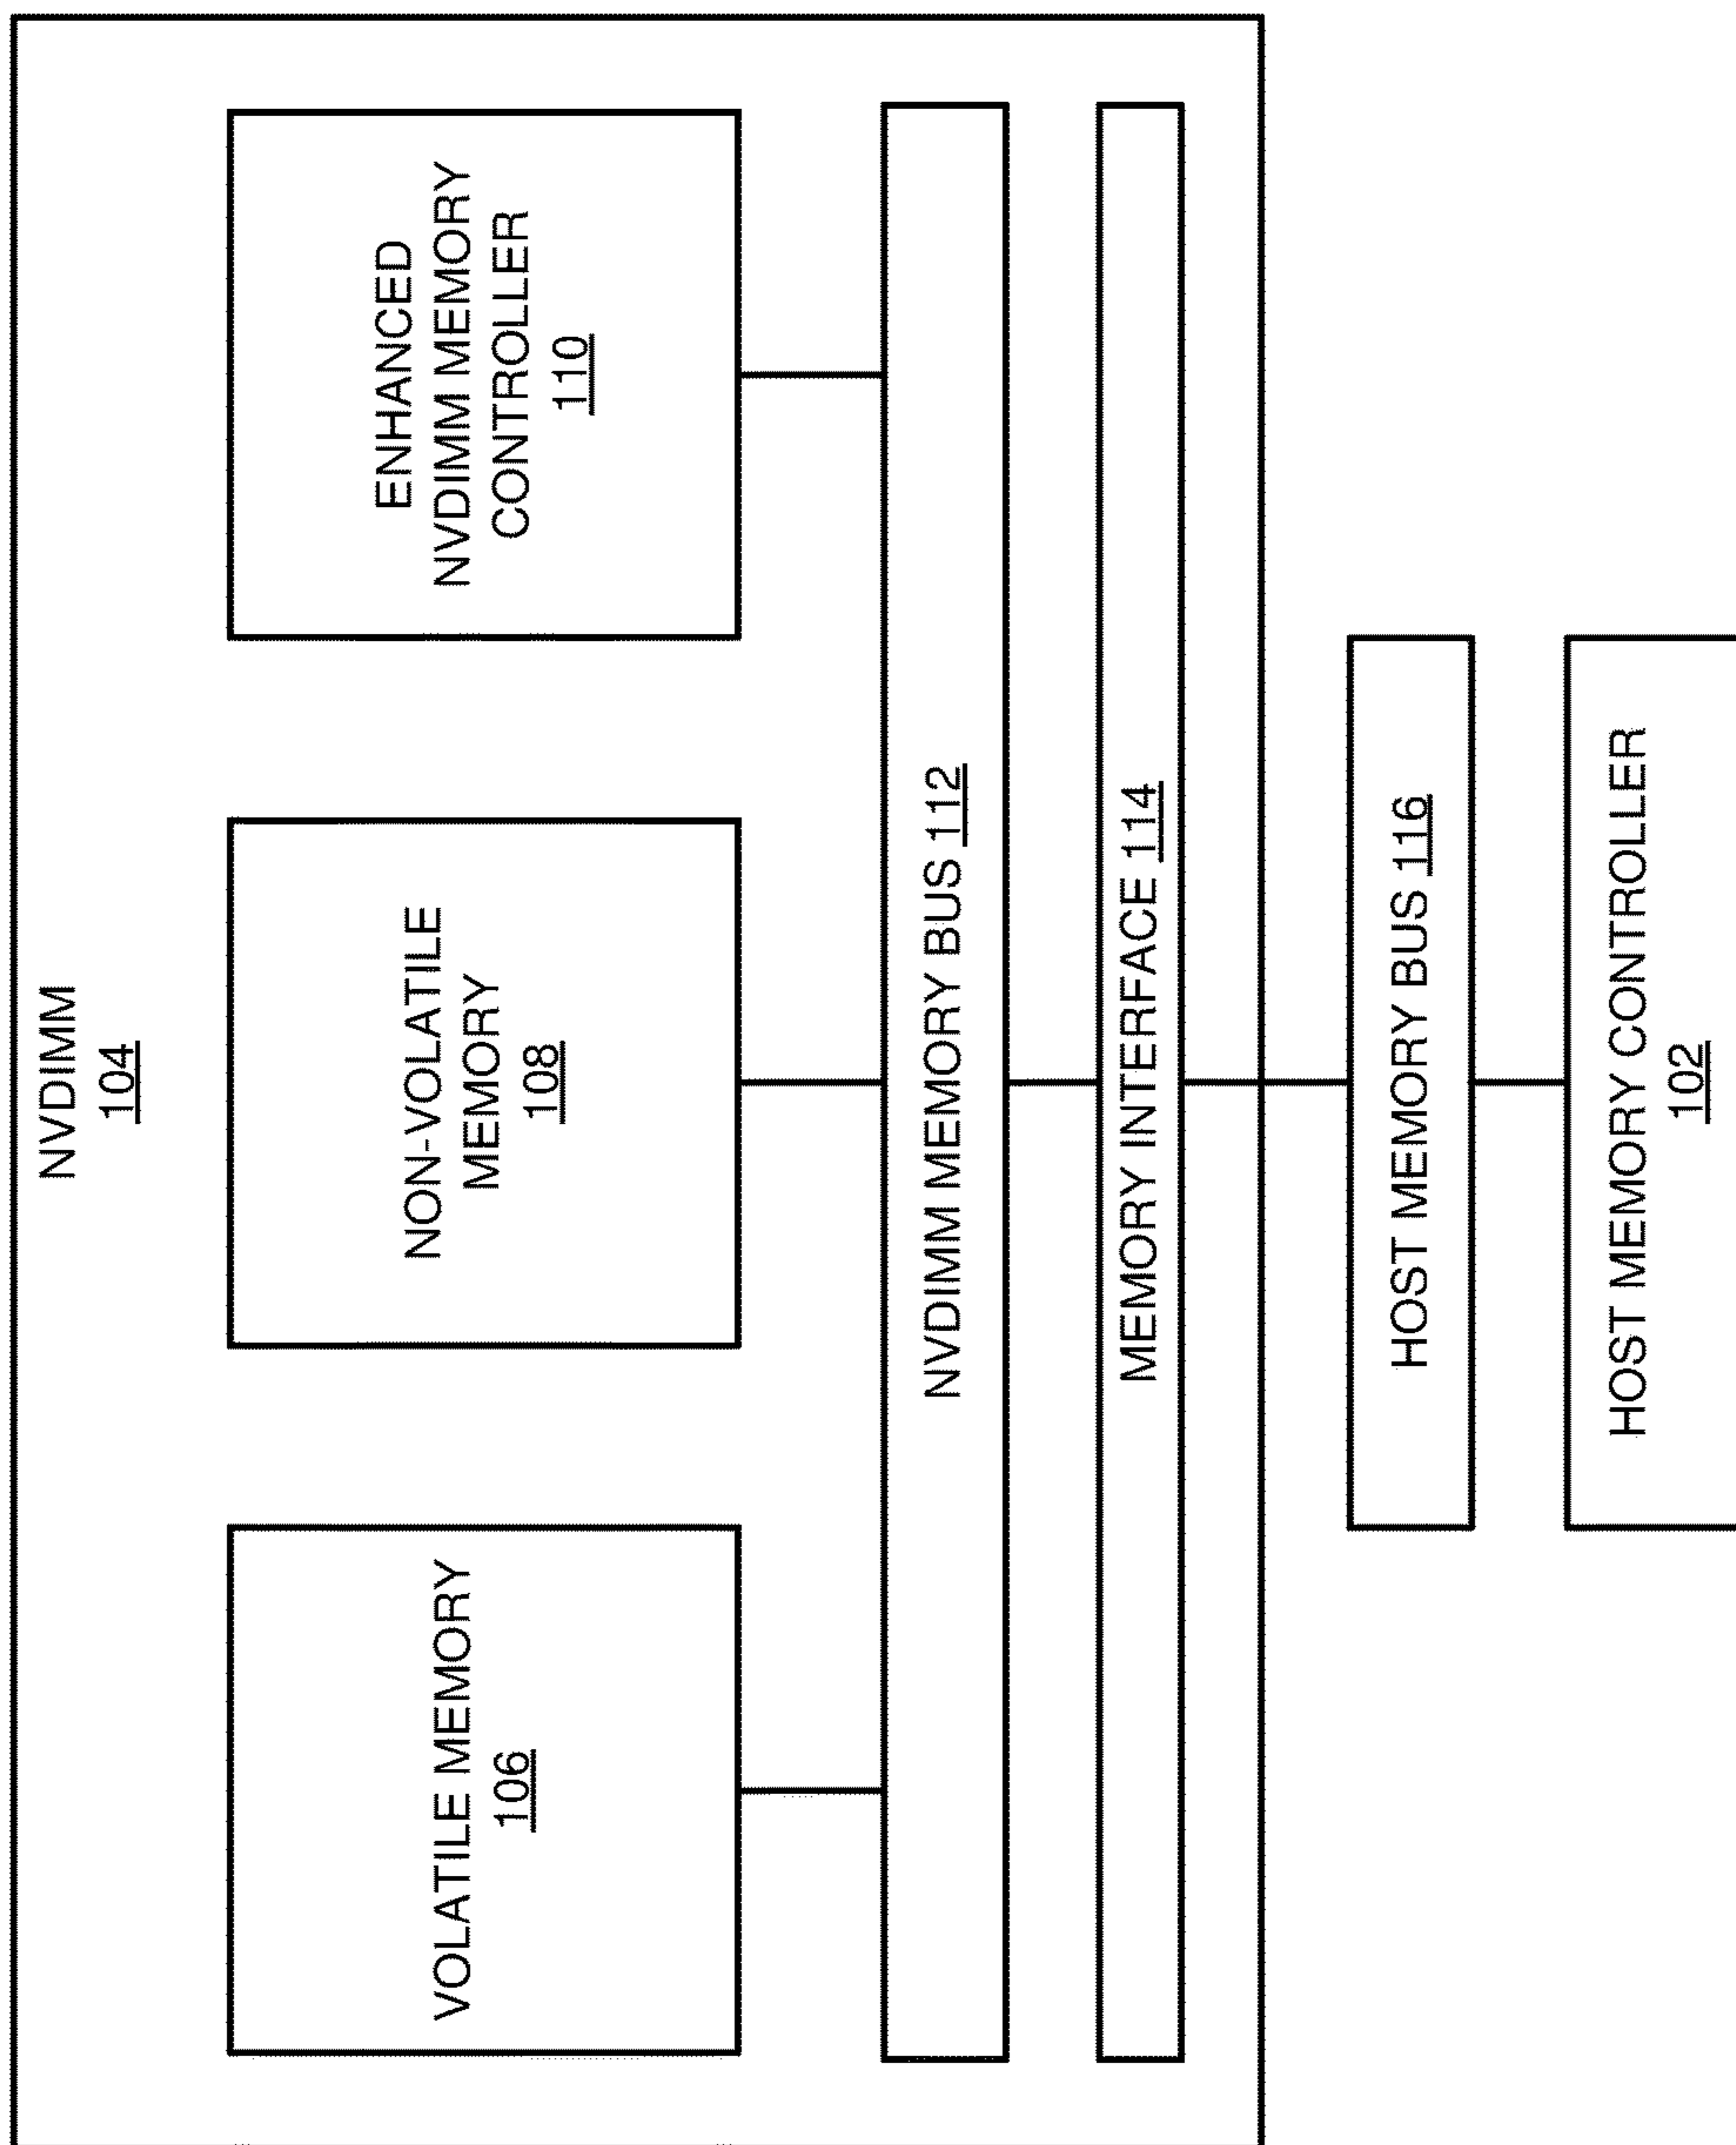 NVDIMM
104
VOLATILE MEMORY
106
NON-VOLATILE
MEMORY
108
ENHANCED
NVDIMM MEMORY
CONTROLLER
110
NVDIMM MEMORY BUS 112
MEMORY INTERFACE 114
HOST MEMORY BUS 116
HOST MEMORY CONTROLLER
102